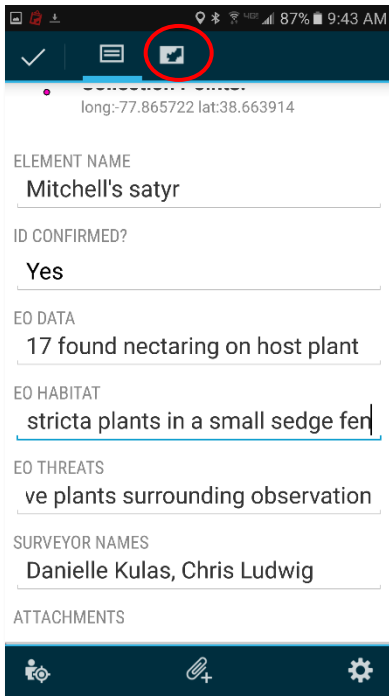 87% 9:43 AM
long:-77.865722 lat:38.663914
ELEMENT NAME
Mitchell's satyr
ID CONFIRMED?
Yes
EO DATA
17 found nectaring on host plant
EO HABITAT
stricta plants in a small sedge fen
EO THREATS
ve plants surrounding observation
SURVEYOR NAMES
Danielle Kulas, Chris Ludwig
ATTACHMENTS